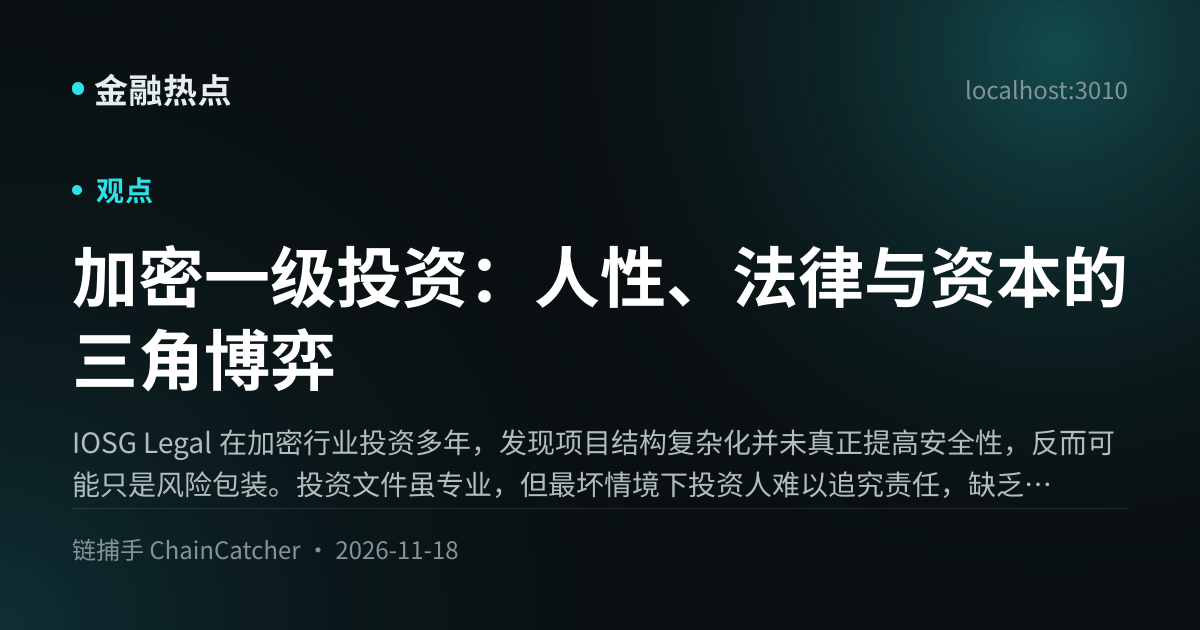 金融热点
localhost:3010
观点
加密一级投资：人性、法律与资本的
三角博弈
IOSG Legal 在加密行业投资多年，发现项目结构复杂化并未真正提高安全性，反而可
能只是风险包装。投资文件虽专业，但最坏情境下投资人难以追究责任，缺乏…
链捕手 ChainCatcher · 2026-11-18